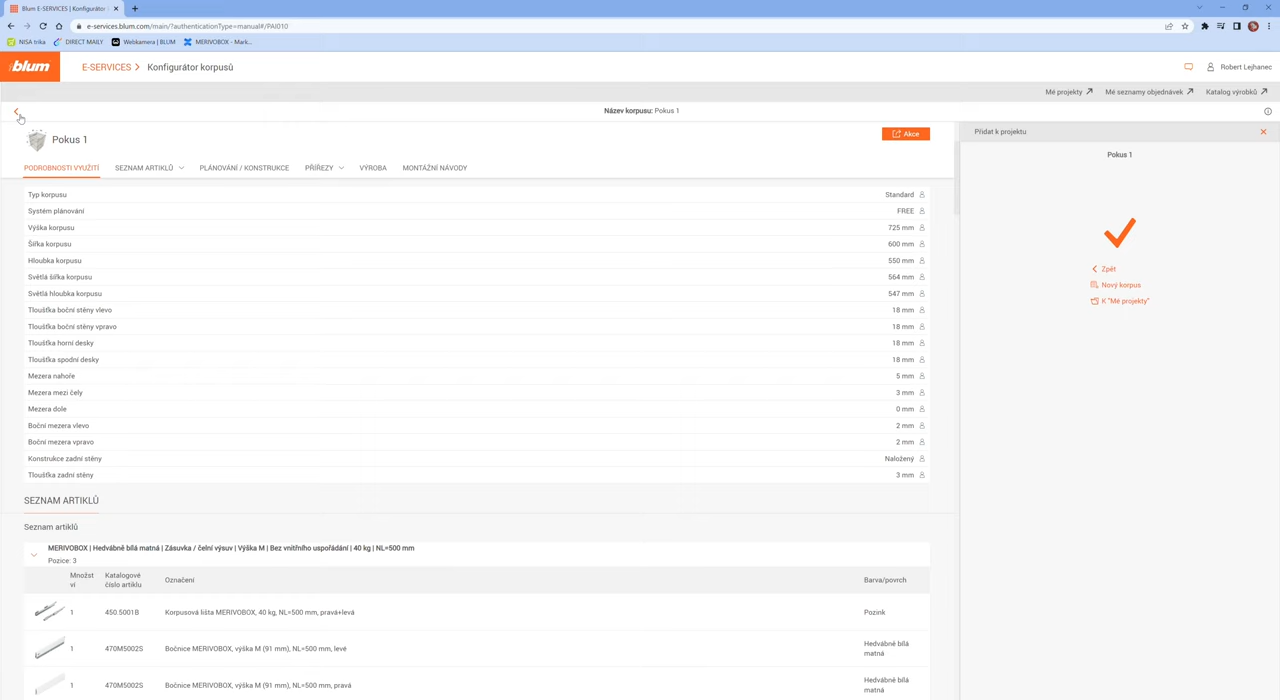 Blum E-SERVICES | Konfigurátor
e-services.blum.com/main/?authenticationType=manual#/PAI010
NISA trika
DIRECT MAILY
Webkamera | BLUM
MERIVOBOX - Mark...
blum
E-SERVICES
Konfigurátor korpusů
Robert Lejhanec
Mé projekty
Mé seznamy objednávek
Katalog výrobků
Název korpusu: Pokus 1
Pokus 1
Akce
PODROBNOSTI VYUŽITÍ
SEZNAM ARTIKLŮ
PLÁNOVÁNÍ / KONSTRUKCE
PŘÍŘEZY
VÝROBA
MONTÁŽNÍ NÁVODY
Typ korpusu Standard
Systém plánování FREE
Výška korpusu 725 mm
Šířka korpusu 600 mm
Hloubka korpusu 550 mm
Světlá šířka korpusu 564 mm
Světlá hloubka korpusu 547 mm
Tloušťka boční stěny vlevo 18 mm
Tloušťka boční stěny vpravo 18 mm
Tloušťka horní desky 18 mm
Tloušťka spodní desky 18 mm
Mezera nahoře 5 mm
Mezera mezi čely 3 mm
Mezera dole 0 mm
Boční mezera vlevo 2 mm
Boční mezera vpravo 2 mm
Konstrukce zadní stěny Naložený
Tloušťka zadní stěny 3 mm
SEZNAM ARTIKLŮ
Seznam artiklů
MERIVOBOX | Hedvábně bílá matná | Zásuvka / čelní výsuv | Výška M | Bez vnitřního uspořádání | 40 kg | NL=500 mm
Pozice: 3
Množst
ví
Katalogové
číslo artiklu
Označení
Barva/povrch
1 450.5001B Korpusová lišta MERIVOBOX, 40 kg, NL=500 mm, pravá+levá Pozink
1 470M5002S Bočnice MERIVOBOX, výška M (91 mm), NL=500 mm, levé Hedvábně bílá
matná
1 470M5002S Bočnice MERIVOBOX, výška M (91 mm), NL=500 mm, pravá Hedvábně bílá
matná
Přidat k projektu
Pokus 1
Zpět
Nový korpus
K "Mé projekty"